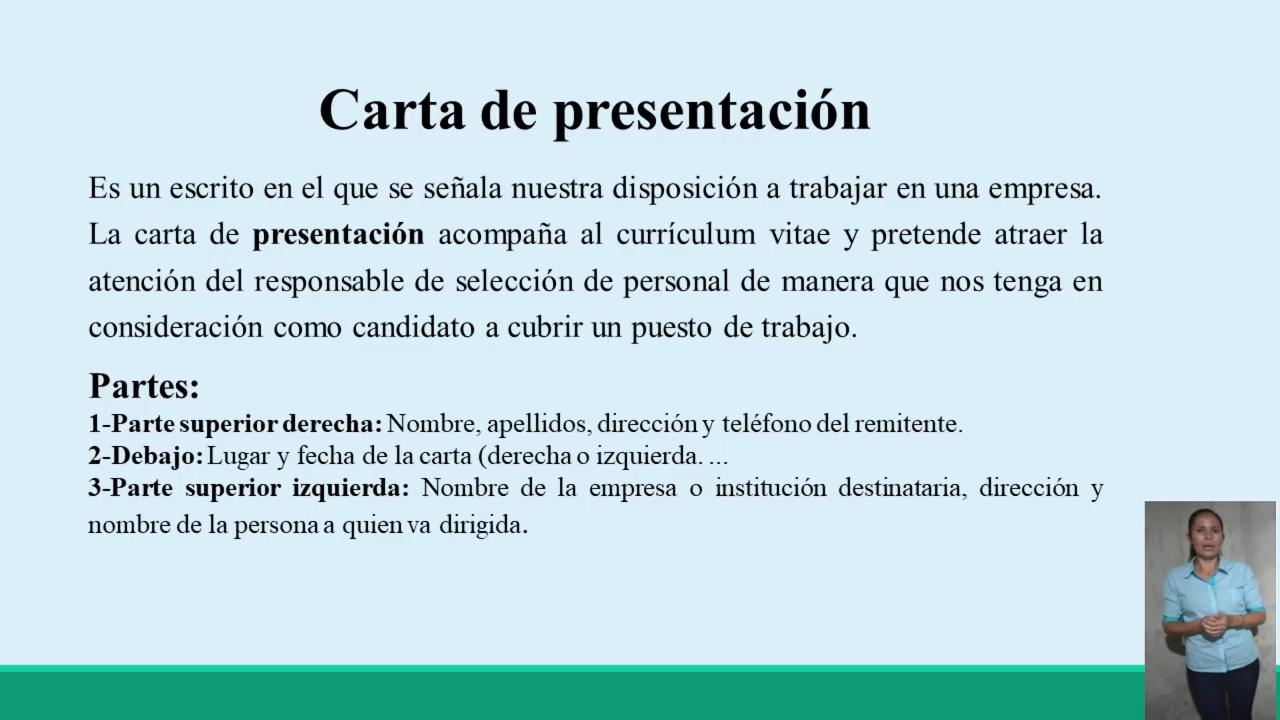 Carta de presentación
Es un escrito en el que se señala nuestra disposición a trabajar en una empresa.
La carta de presentación acompaña al currículum vitae y pretende atraer la
atención del responsable de selección de personal de manera que nos tenga en
consideración como candidato a cubrir un puesto de trabajo.
Partes:
1-Parte superior derecha: Nombre, apellidos, dirección y teléfono del remitente.
2-Debajo: Lugar y fecha de la carta (derecha o izquierda. ...
3-Parte superior izquierda: Nombre de la empresa o institución destinataria, dirección y
nombre de la persona a quien va dirigida.